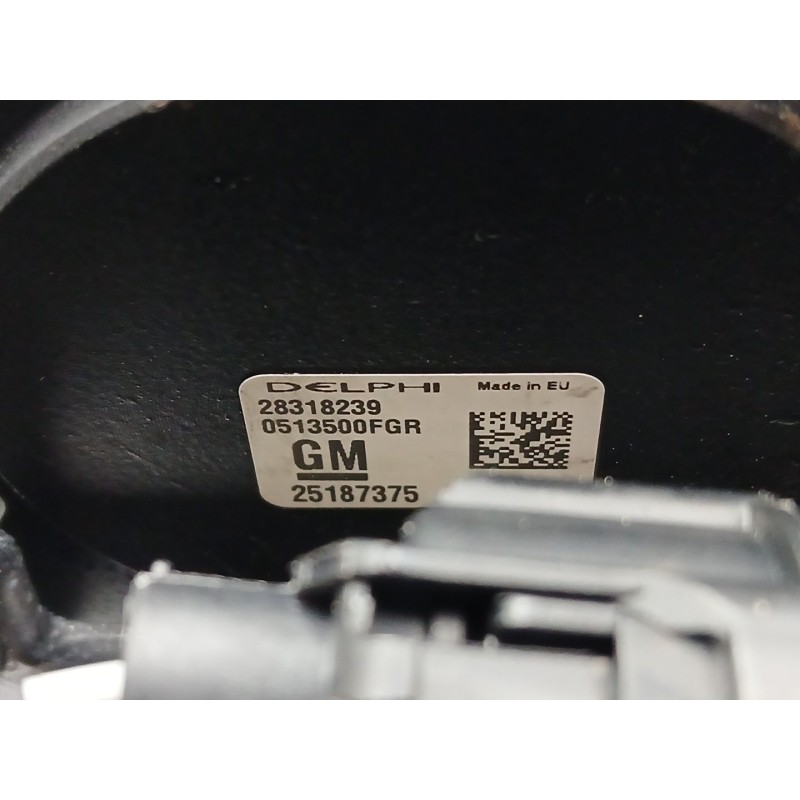 DELPHI Made in EU
28318239
0513500FGR
GM
25187375